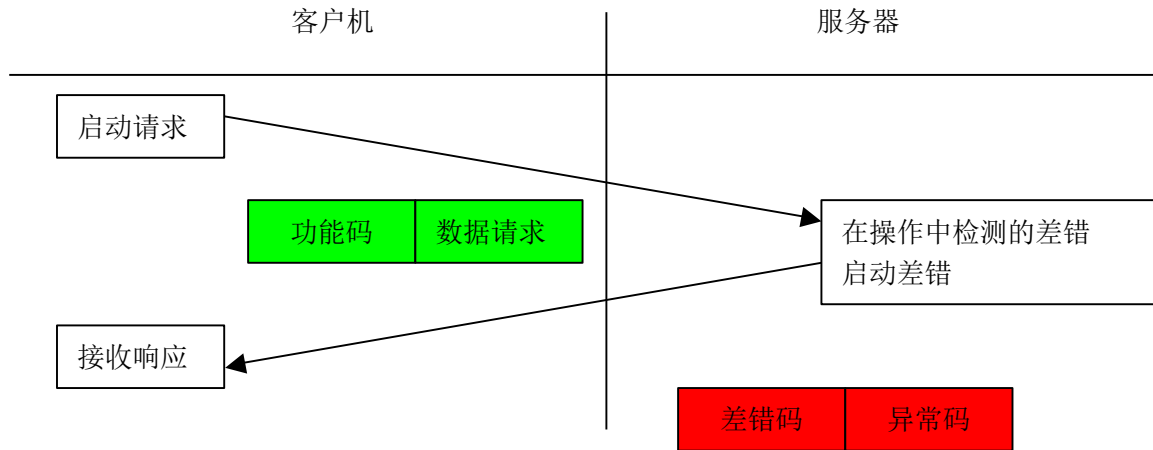 客户机
服务器
启动请求
功能码
数据请求
在操作中检测的差错
启动差错
接收响应
差错码
异常码